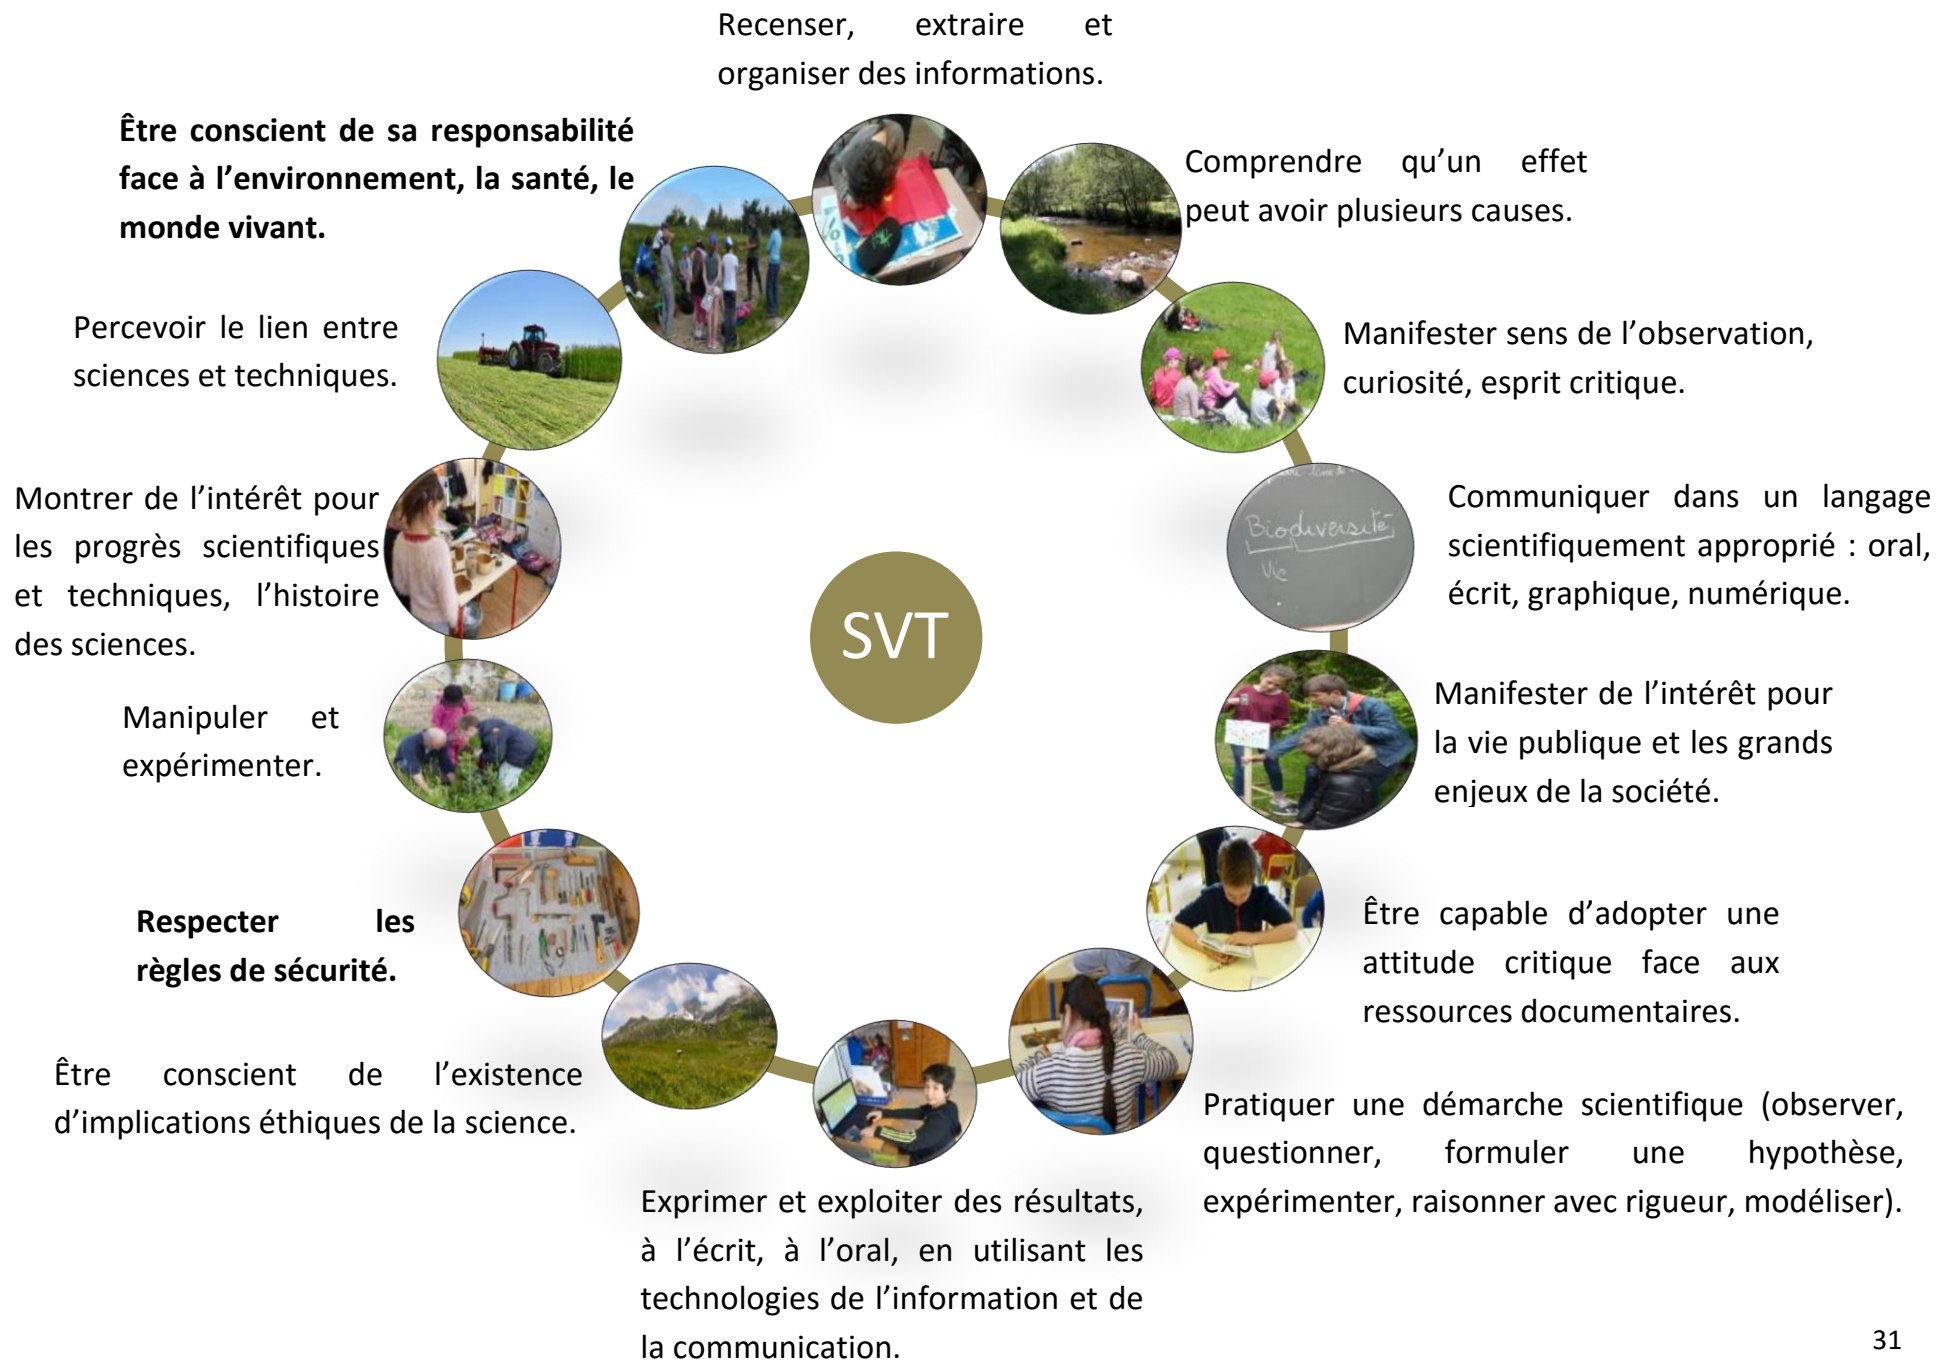 Recenser, extraire et
organiser des informations.
Comprendre qu’un effet
peut avoir plusieurs causes.
Manifester sens de l’observation,
curiosité, esprit critique.
Biodiversité
Vie
Communiquer dans un langage
scientifiquement approprié : oral,
écrit, graphique, numérique.
Manifester de l’intérêt pour
la vie publique et les grands
enjeux de la société.
Être capable d’adopter une
attitude critique face aux
ressources documentaires.
Pratiquer une démarche scientifique (observer,
questionner, formuler une hypothèse,
expérimenter, raisonner avec rigueur, modéliser).
Exprimer et exploiter des résultats,
à l’écrit, à l’oral, en utilisant les
technologies de l’information et de
la communication.
Être conscient de l’existence
d’implications éthiques de la science.
Respecter les
règles de sécurité.
Manipuler et
expérimenter.
Montrer de l’intérêt pour
les progrès scientifiques
et techniques, l’histoire
des sciences.
Percevoir le lien entre
sciences et techniques.
Être conscient de sa responsabilité
face à l’environnement, la santé, le
monde vivant.
SVT
31